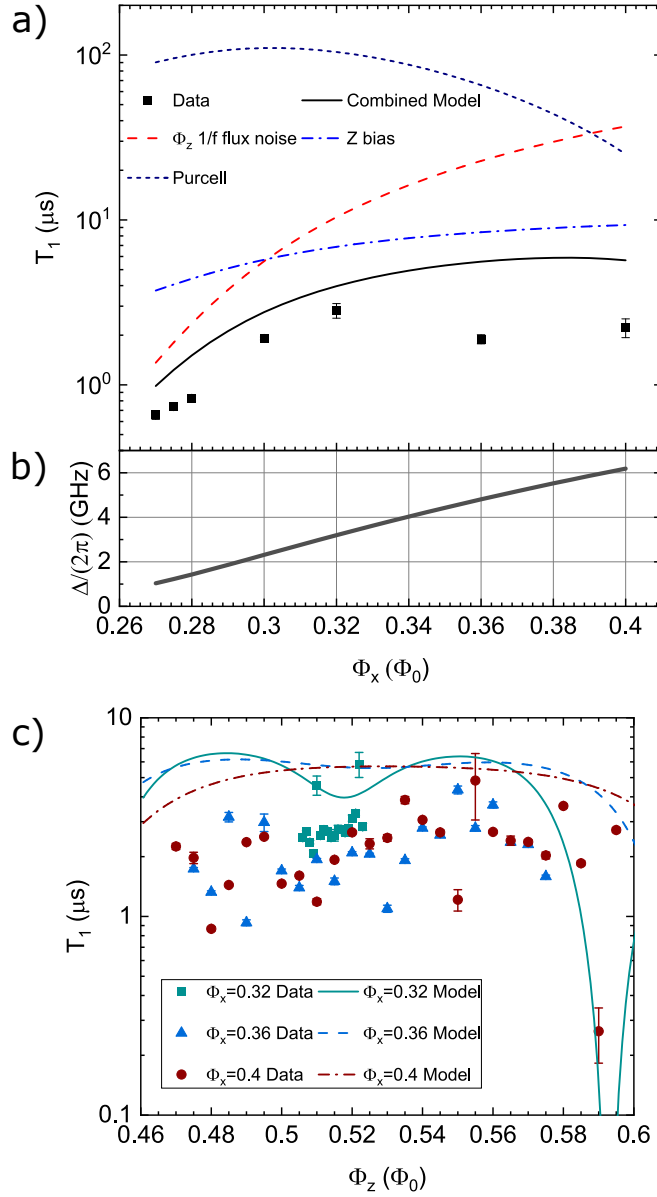 a)
10²
Data
Combined Model
Φz 1/f flux noise
Z bias
Purcell
10¹
10⁰
T₁ (μs)
b)
6
4
2
0
Δ/(2π) (GHz)
0.26 0.28 0.3 0.32 0.34 0.36 0.38 0.4
Φ_x (Φ₀)
c)
10
1
0.1
T₁ (μs)
Φₓ=0.32 Data Φₓ=0.32 Model
Φₓ=0.36 Data Φₓ=0.36 Model
Φₓ=0.4 Data Φₓ=0.4 Model
0.46 0.48 0.5 0.52 0.54 0.56 0.58 0.6
Φ_z (Φ₀)